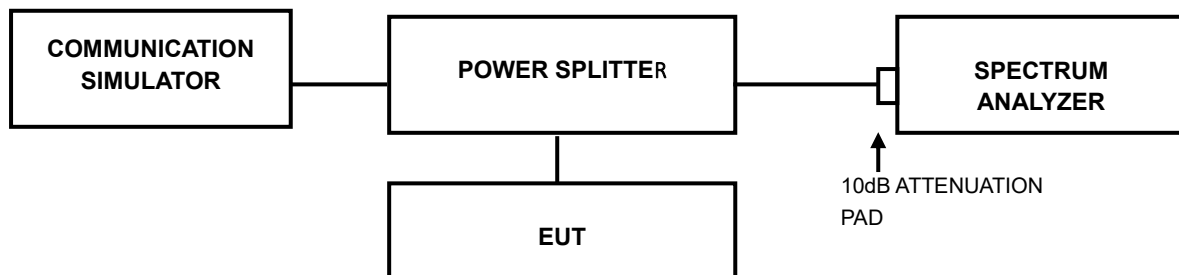 COMMUNICATION
SIMULATOR
POWER SPLITTER
SPECTRUM
ANALYZER
10dB ATTENUATION
PAD
EUT